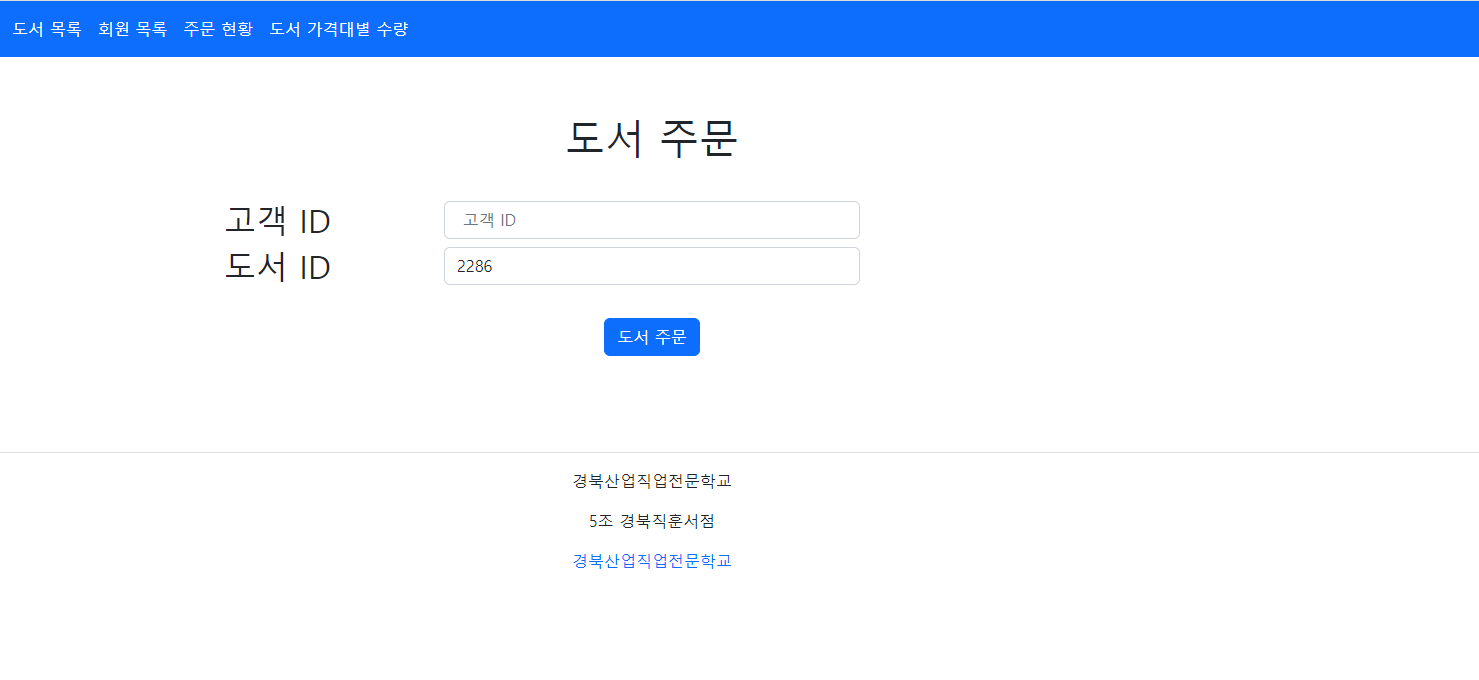 도서 목록 회원 목록 주문 현황 도서 가격대별 수량
도서 주문
고객 ID 고객 ID
도서 ID 2286
도서 주문
경북산업직업전문학교
5조 경북직훈서점
경북산업직업전문학교